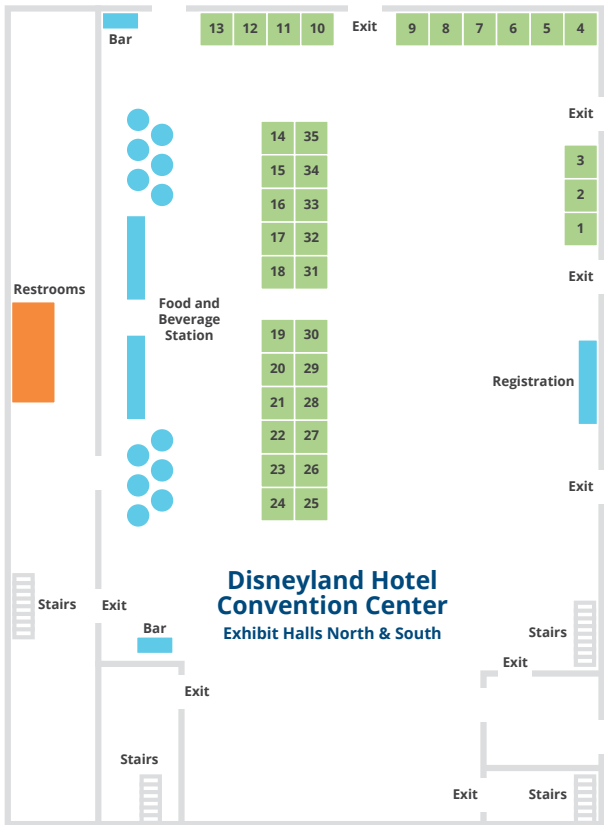 13 12 11 10
Exit
9 8 7 6 5 4
Bar
Exit
14 35
3
15 34
2
16 33
1
17 32
18 31
Exit
Restrooms
Food and
Beverage
Station
19 30
20 29
Registration
21 28
22 27
23 26
Exit
24 25
Disneyland Hotel
Convention Center
Exhibit Halls North & South
Stairs
Exit
Bar
Stairs
Exit
Exit
Stairs
Exit
Stairs